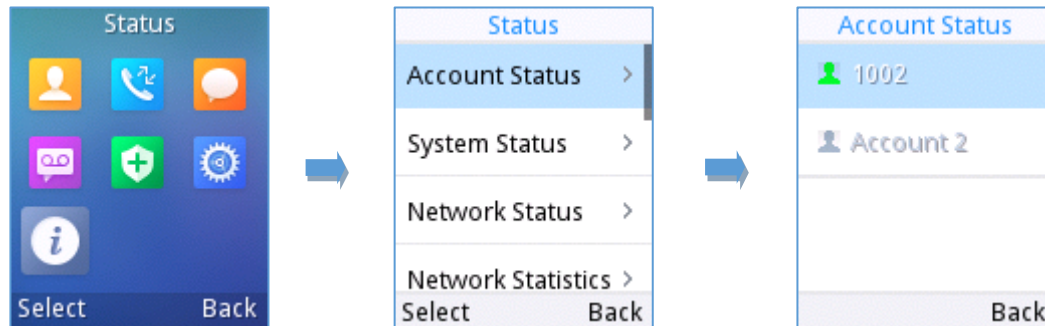 Status
Select Back
Status
Account Status >
System Status >
Network Status >
Network Statistics >
Select Back
Account Status
1002
Account 2
Back